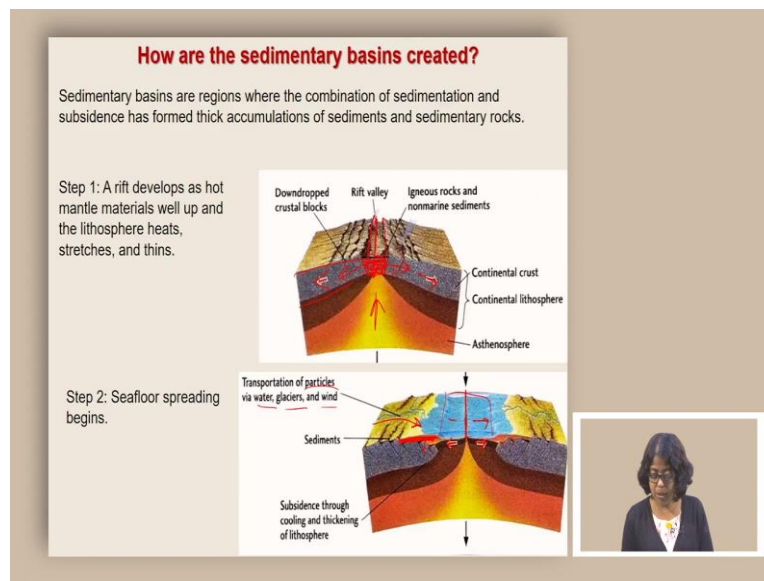 How are the sedimentary basins created?
Sedimentary basins are regions where the combination of sedimentation and
subsidence has formed thick accumulations of sediments and sedimentary rocks.
Step 1: A rift develops as hot
mantle materials well up and
the lithosphere heats,
stretches, and thins.
Downdropped
crustal blocks
Rift valley
Igneous rocks and
nonmarine sediments
Continental crust
Continental lithosphere
Asthenosphere
Step 2: Seafloor spreading
begins.
Transportation of particles
via water, glaciers, and wind
Sediments
Subsidence through
cooling and thickening
of lithosphere